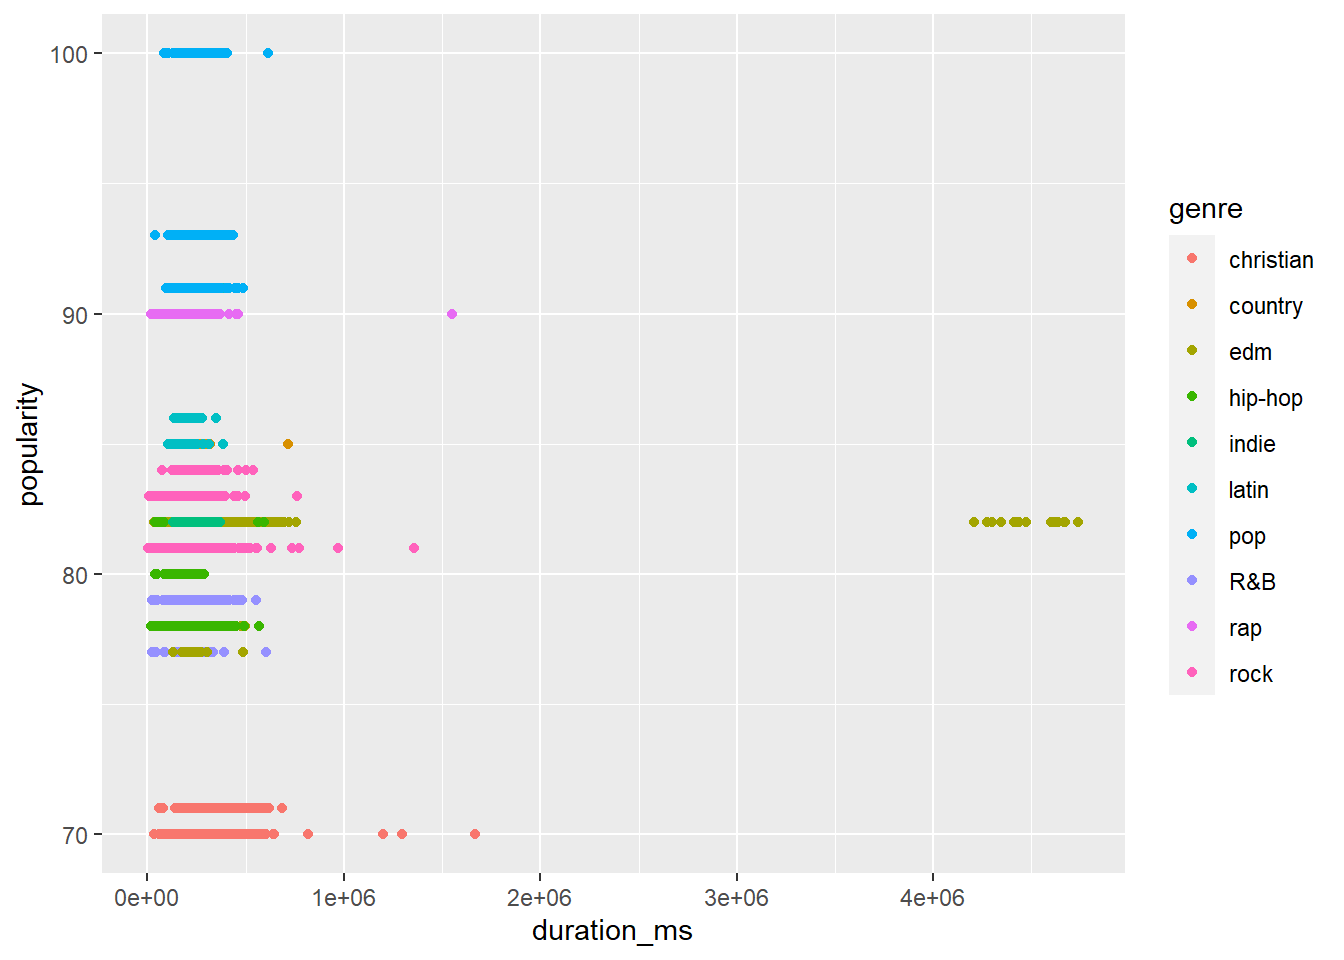 100
90
80
70
popularity
0e+00 1e+06 2e+06 3e+06 4e+06
duration_ms
genre
christian
country
edm
hip-hop
indie
latin
pop
R&B
rap
rock